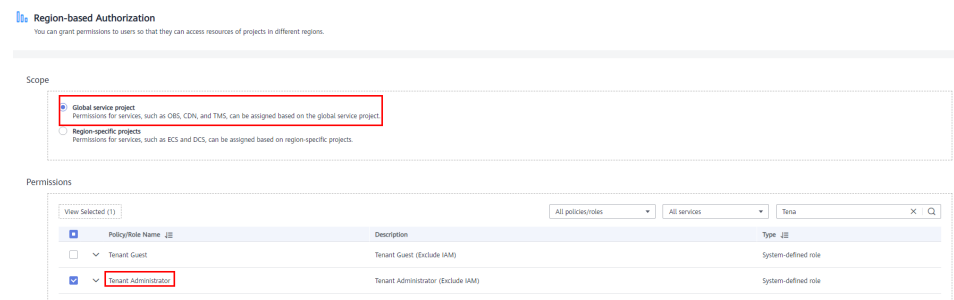 Region-based Authorization
You can grant permissions to users so that they can access resources of projects in different regions.
Scope
Global service project
Permissions for services, such as OBS, CDN, and TMS, can be assigned based on the global service project.
Region-specific projects
Permissions for services, such as ECS and DCS, can be assigned based on region-specific projects.
Permissions
View Selected (1) All policies/roles All services Tena
Policy/Role Name Description Type
Tenant Guest Tenant Guest (Exclude IAM) System-defined role
Tenant Administrator Tenant Administrator (Exclude IAM) System-defined role